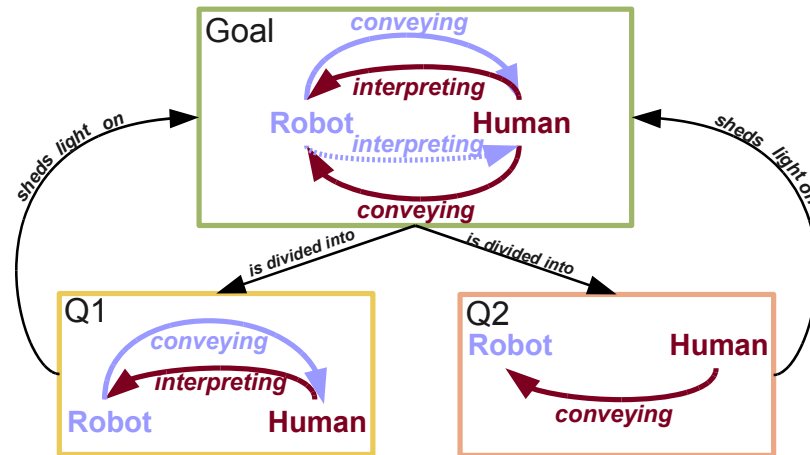 Goal
conveying
interpreting
Robot Human
interpreting
conveying
sheds light on
sheds light on
is divided into
is divided into
Q1
conveying
interpreting
Robot Human
Q2
Robot Human
conveying